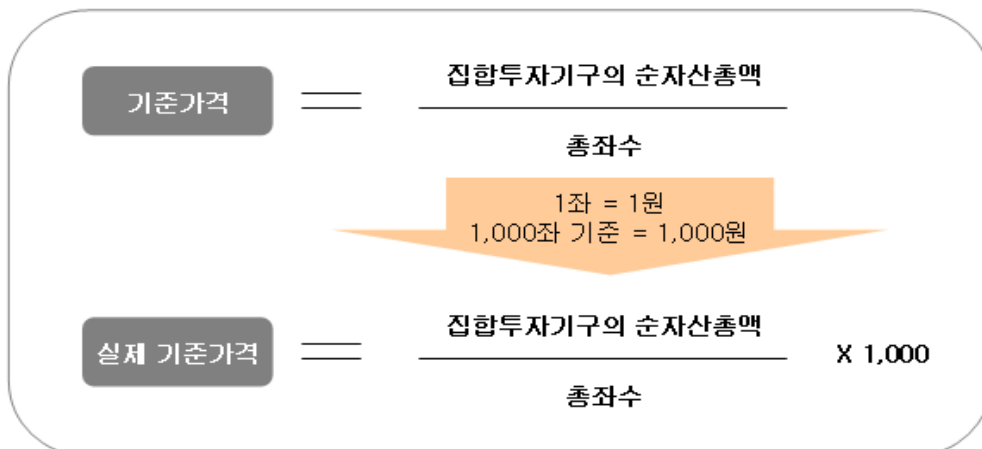 집합투자기구의 순자산총액
기준가격
총좌수
1좌 = 1원
1,000좌 기준 = 1,000원
집합투자기구의 순자산총액
실제 기준가격
X 1,000
총좌수